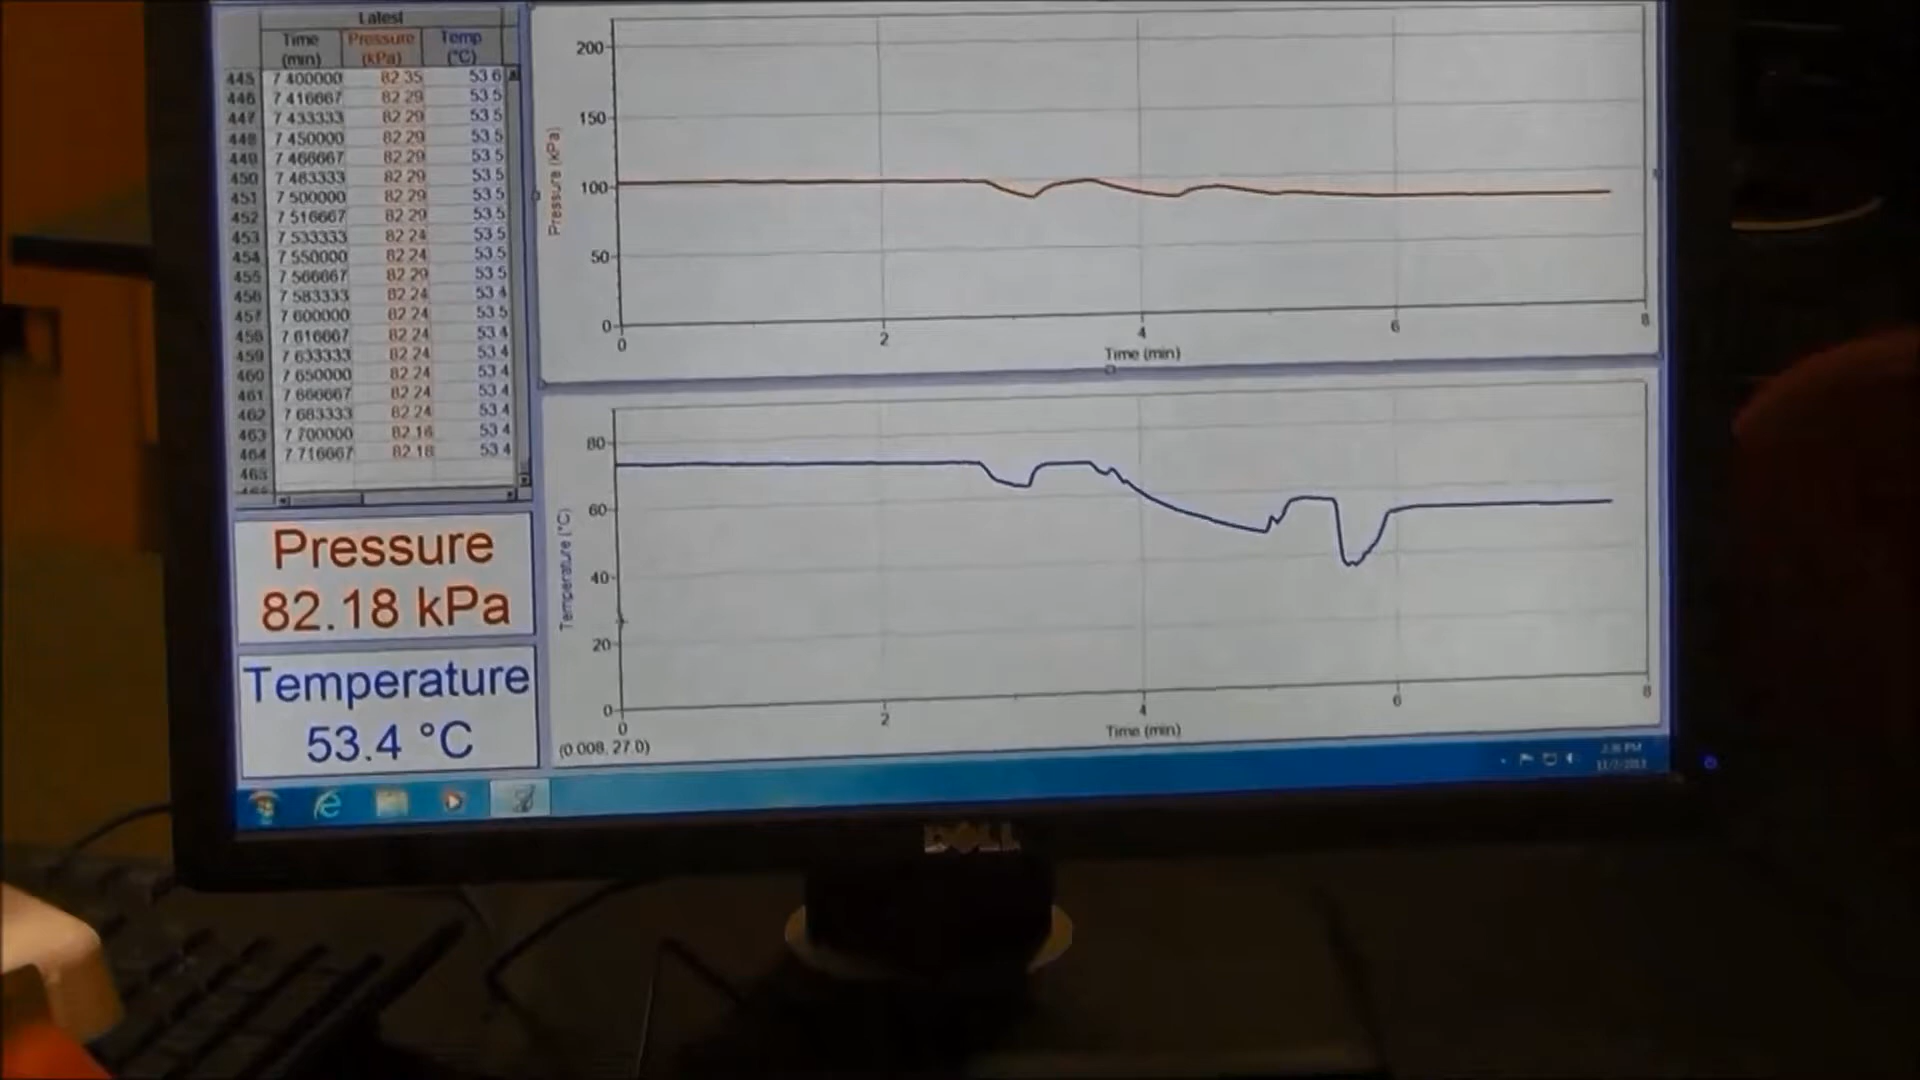 Latest
Time Pressure Temp
(min) (kPa) (°C)
445 7 400000 82 35 53 6
446 7 416667 82 29 53 5
447 7 433333 82 29 53 5
448 7 450000 82 29 53 5
449 7 466667 82 29 53 5
450 7 483333 82 29 53 5
451 7 500000 82 29 53 5
452 7 516667 82 29 53 5
453 7 533333 82 24 53 5
454 7 550000 82 24 53 5
455 7 566667 82 29 53 5
456 7 583333 82 24 53 4
457 7 600000 82 24 53 5
458 7 616667 82 24 53 4
459 7 633333 82 24 53 4
460 7 650000 82 24 53 4
461 7 666667 82 24 53 4
462 7 683333 82 24 53 4
463 7 700000 82 18 53 4
464 7 716667 82 18 53 4
465
Pressure
82.18 kPa
Temperature
53.4 °C
200
150
100
50
0
Pressure (kPa)
0 2 4 6 8
Time (min)
80
60
40
20
0
Temperature (°C)
0 2 4 6 8
Time (min)
(0.008, 27.0)
DELL